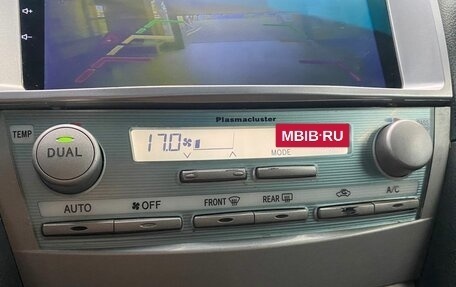 Plasmacluster
TEMP
17.0
MBIB·RU
DUAL
MODE
AUTO
OFF
FRONT
REAR
A/C